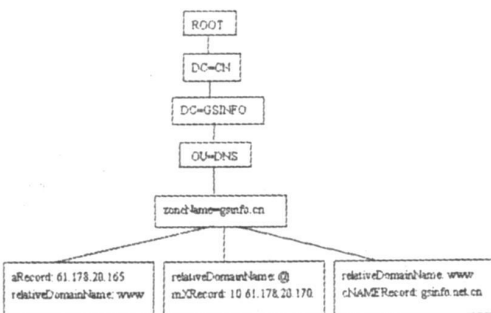 ROOT
DC=CN
DC=GSINFO
OU=DNS
zoneName=gsinfo.cn
aRecord: 61.178.20.165
relativeDomainName: www
relativeDomainName: @
mXRecord: 10 61.178.20.170.
relativeDomainName: www
cNAMERecord: gsinfo.net.cn